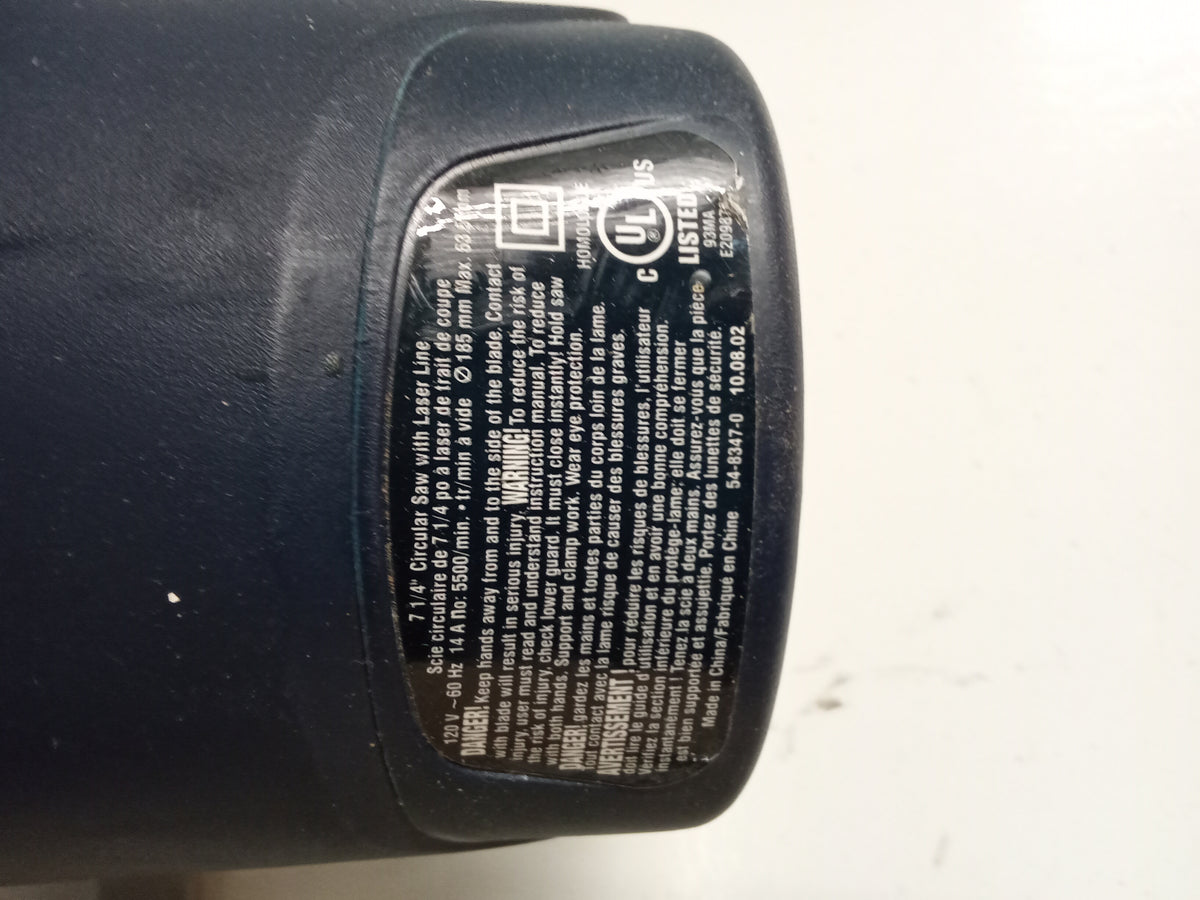 7 1/4" Circular Saw with Laser Line
Scie circulaire de 7 1/4 po à laser de trait de coupe
120 V ~60 Hz 14 A no: 5500/min. • tr/min à vide Ø 185 mm Max. 63
DANGER! Keep hands away from and to the side of the blade. Contact
with blade will result in serious injury. WARNING! To reduce the risk of
injury, user must read and understand instruction manual. To reduce
the risk of injury, check lower guard. It must close instantly! Hold saw
with both hands. Support and clamp work. Wear eye protection.
DANGER! gardez les mains et toutes parties du corps loin de la lame.
tout contact avec la lame risque de causer des blessures graves.
AVERTISSEMENT ! pour réduire les risques de blessures, l'utilisateur
doit lire le guide d'utilisation et en avoir une bonne compréhension.
Vérifiez la section intérieure du protège-lame: elle doit se fermer
instantanément ! Tenez la scie à deux mains. Assurez-vous que la pièce
est bien supportée et assujettie. Portez des lunettes de sécurité.
Made in China/Fabriqué en Chine 54-8347-0 10.08.02
C UL US
®
LISTED
93MA